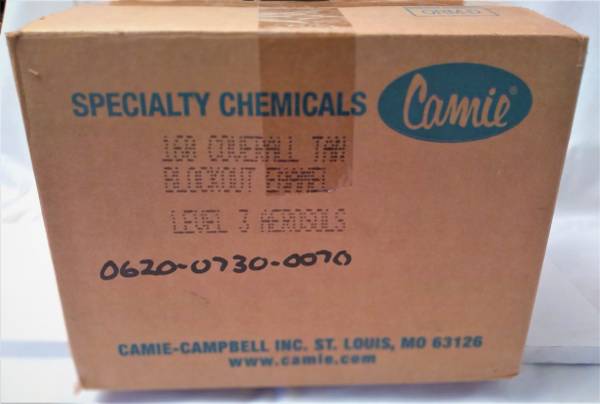 SPECIALTY CHEMICALS Camie®
160 COVERALL TAN
BLOCKOUT ENAMEL
LEVEL 3 AEROSOLS
0620-0730-0070
CAMIE-CAMPBELL INC. ST. LOUIS, MO 63126
www.camie.com